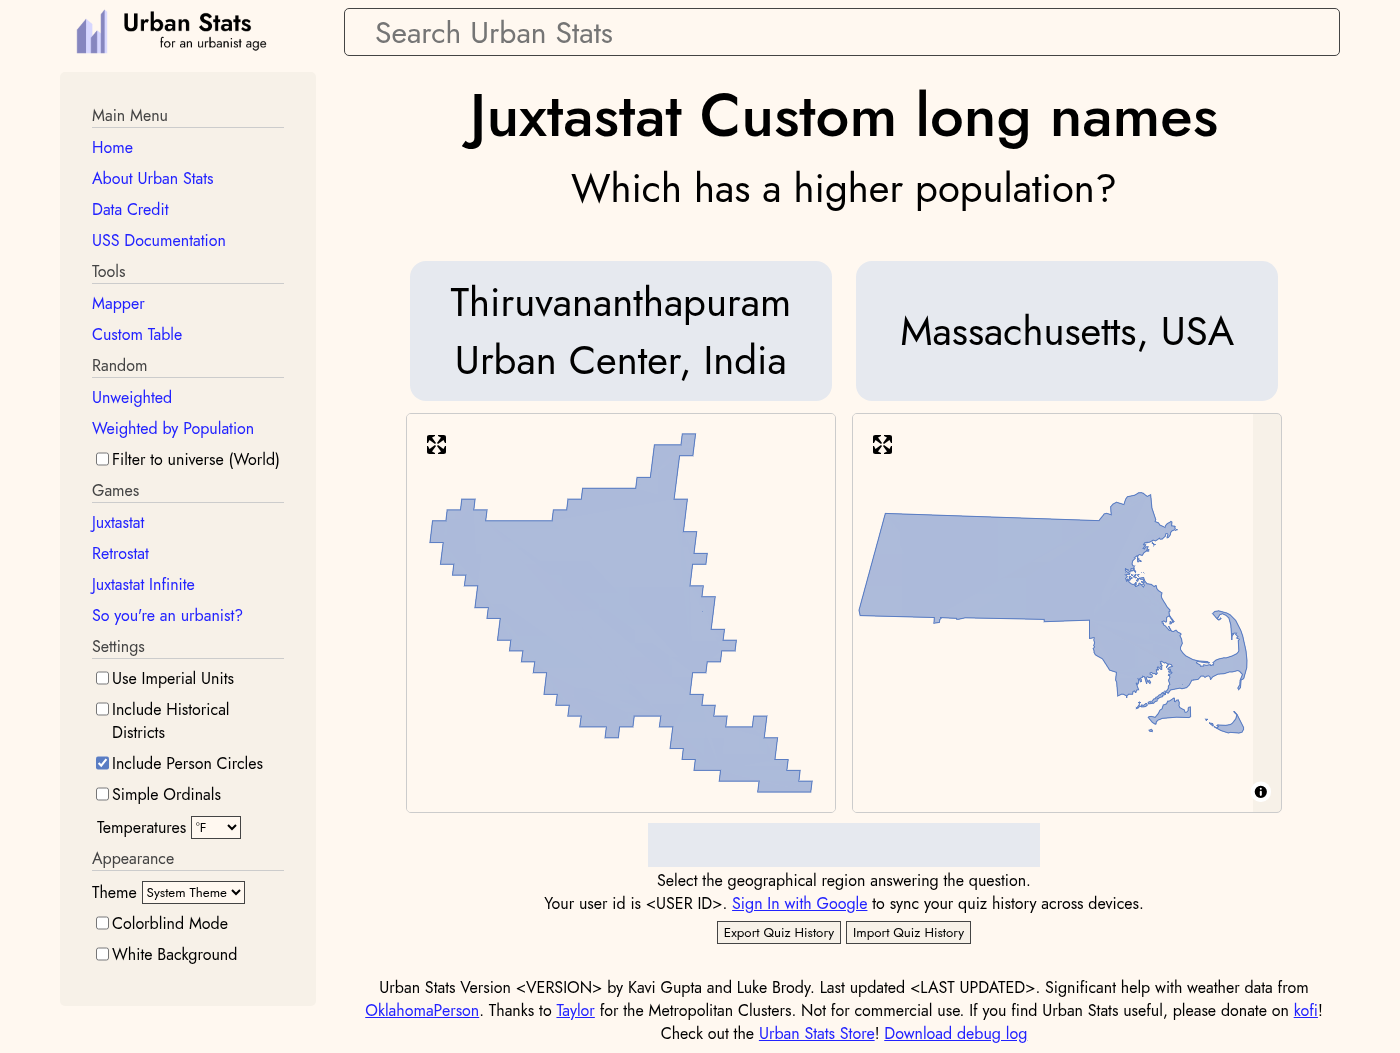 Urban Stats
for an urbanist age
Search Urban Stats
Main Menu
Home
About Urban Stats
Data Credit
USS Documentation
Tools
Mapper
Custom Table
Random
Unweighted
Weighted by Population
Filter to universe (World)
Games
Juxtastat
Retrostat
Juxtastat Infinite
So you're an urbanist?
Settings
Use Imperial Units
Include Historical
Districts
Include Person Circles
Simple Ordinals
Temperatures °F
Appearance
Theme System Theme
Colorblind Mode
White Background
Juxtastat Custom long names
Which has a higher population?
Thiruvananthapuram
Urban Center, India
Massachusetts, USA
Select the geographical region answering the question.
Your user id is <USER ID>. Sign In with Google to sync your quiz history across devices.
Export Quiz History Import Quiz History
Urban Stats Version <VERSION> by Kavi Gupta and Luke Brody. Last updated <LAST UPDATED>. Significant help with weather data from
OklahomaPerson. Thanks to Taylor for the Metropolitan Clusters. Not for commercial use. If you find Urban Stats useful, please donate on kofi!
Check out the Urban Stats Store! Download debug log